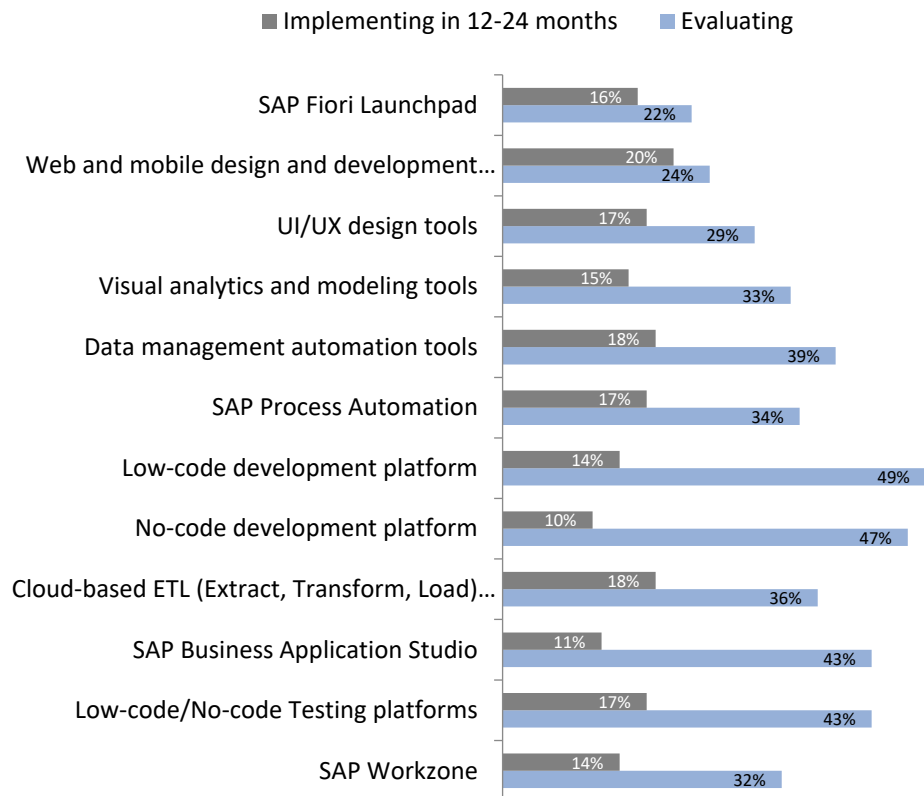 Implementing in 12-24 months Evaluating
SAP Fiori Launchpad 16% 22%
Web and mobile design and development... 20% 24%
UI/UX design tools 17% 29%
Visual analytics and modeling tools 15% 33%
Data management automation tools 18% 39%
SAP Process Automation 17% 34%
Low-code development platform 14% 49%
No-code development platform 10% 47%
Cloud-based ETL (Extract, Transform, Load)... 18% 36%
SAP Business Application Studio 11% 43%
Low-code/No-code Testing platforms 17% 43%
SAP Workzone 14% 32%